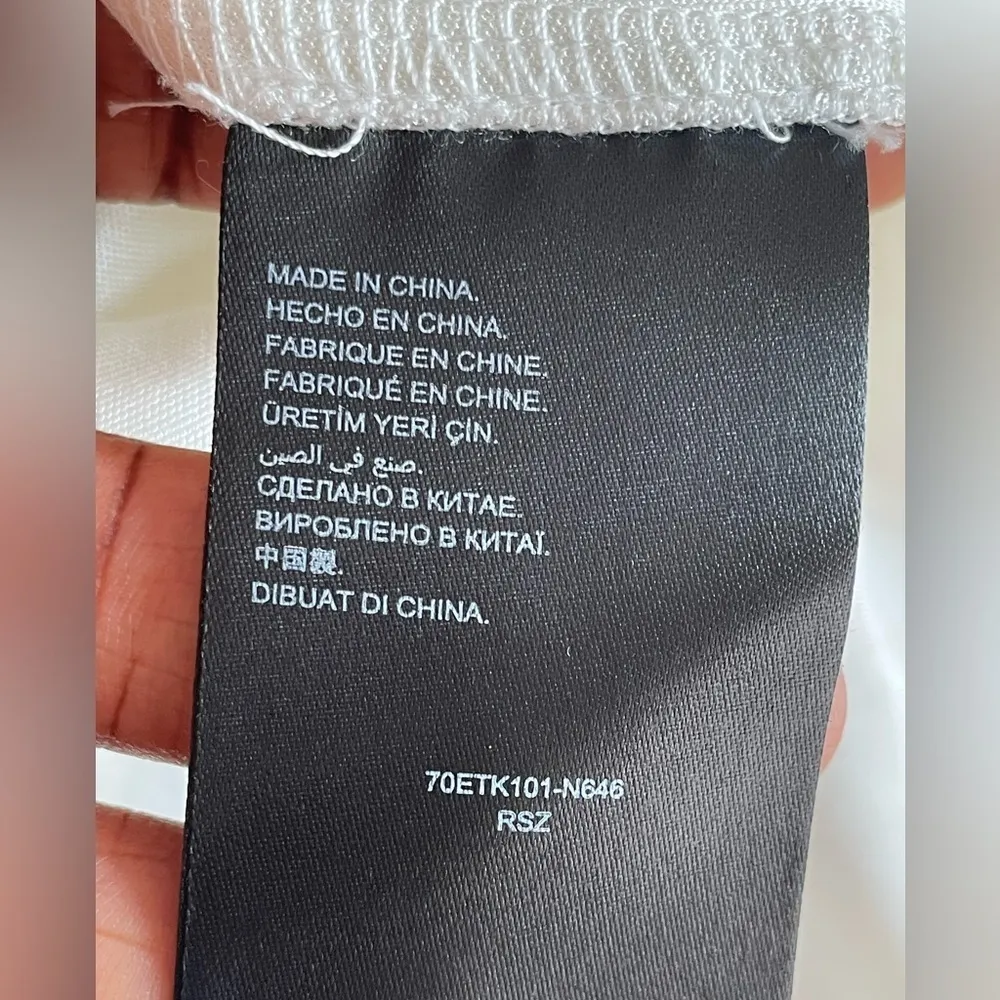 MADE IN CHINA.
HECHO EN CHINA.
FABRIQUE EN CHINE.
FABRIQUÉ EN CHINE.
ÜRETİM YERİ ÇİN.
صنع في الصين.
СДЕЛАНО В КИТАЕ.
ВИРОБЛЕНО В КИТАЇ.
中国製.
DIBUAT DI CHINA.
70ETK101-N646
RSZ